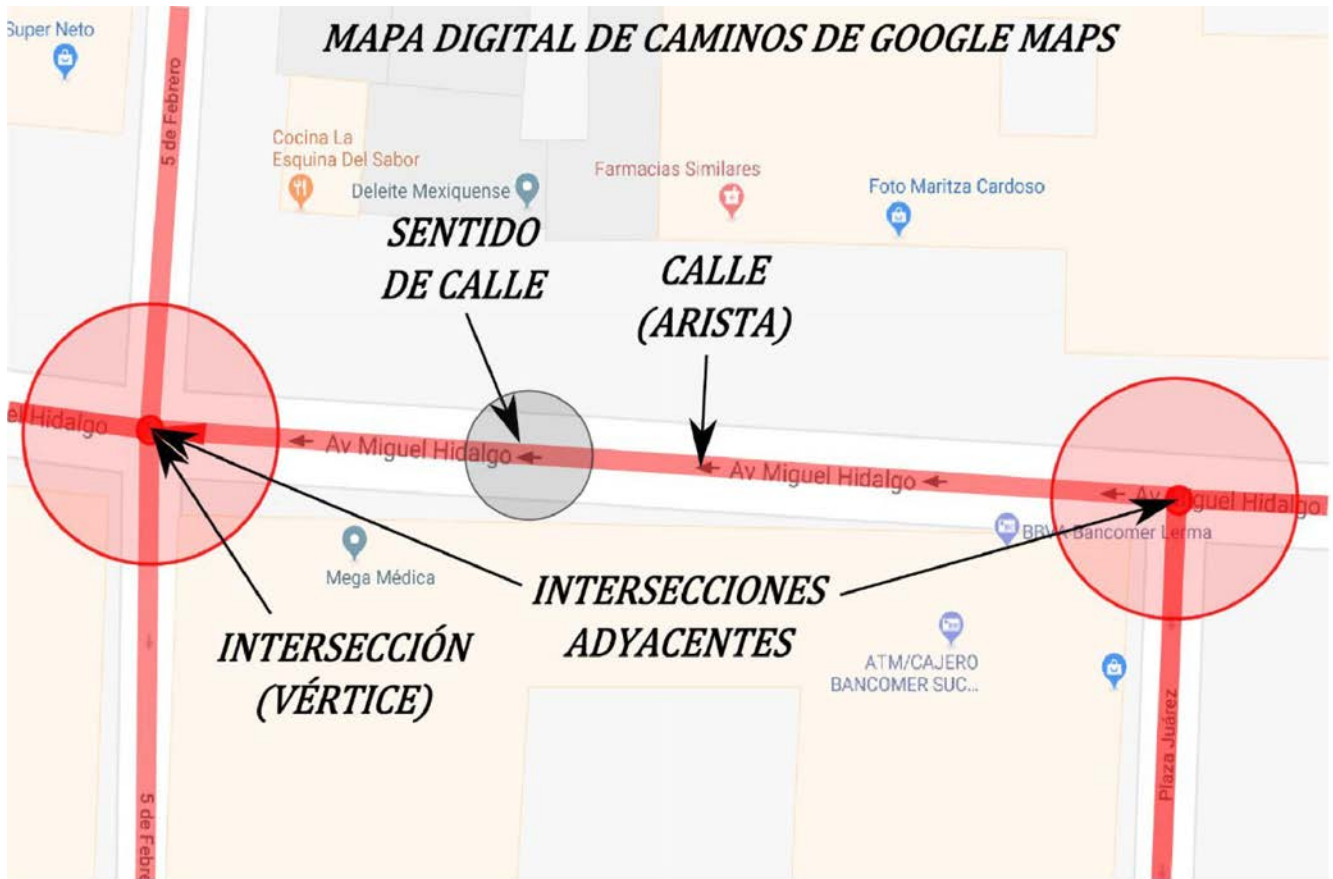 MAPA DIGITAL DE CAMINOS DE GOOGLE MAPS
Super Neto
5 de Febrero
Cocina La
Esquina Del Sabor
Deleite Mexiquense
Farmacias Similares
Foto Maritza Cardoso
SENTIDO
DE CALLE
CALLE
(ARISTA)
el Hidalgo
Av Miguel Hidalgo
Av Miguel Hidalgo
Av Miguel Hidalgo
BBVA Bancomer Lerma
Mega Médica
INTERSECCIONES
ADYACENTES
INTERSECCIÓN
(VÉRTICE)
ATM/CAJERO
BANCOMER SUC...
Plaza Juárez
5 de Febre